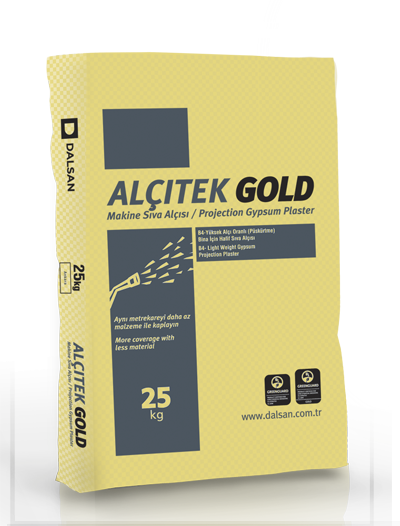 DALSAN
25kg
ALÇITEK GOLD
Makine Sıva Alçısı / Projection Gypsum Plaster
ALÇITEK GOLD
Makine Sıva Alçısı / Projection Gypsum Plaster
B4-Yüksek Alçı Oranlı (Püskürtme)
Bina İçin Hafif Sıva Alçısı
B4- Light Weight Gypsum
Projection Plaster
Aynı metrekareyi daha az
malzeme ile kaplayın
More coverage with
less material
25
kg
GREENGUARD
GREENGUARD
www.dalsan.com.tr